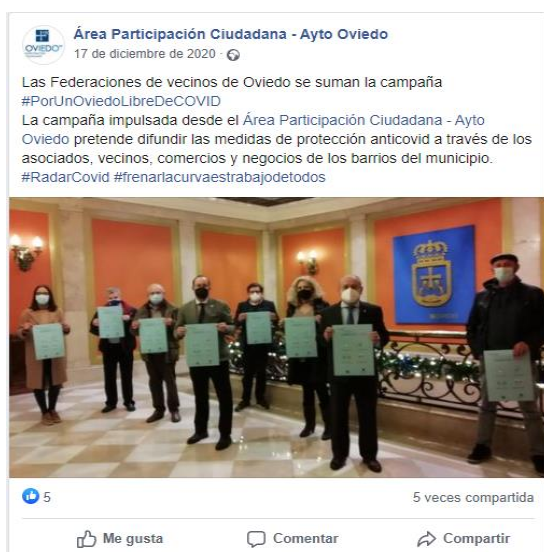 Área Participación Ciudadana - Ayto Oviedo
OVIEDO
17 de diciembre de 2020 ·
Las Federaciones de vecinos de Oviedo se suman la campaña
#PorUnOviedoLibreDeCOVID
La campaña impulsada desde el Área Participación Ciudadana - Ayto
Oviedo pretende difundir las medidas de protección anticovid a través de los
asociados, vecinos, comercios y negocios de los barrios del municipio.
#RadarCovid #frenarlacurvaestrabajodetodos
5
5 veces compartida
Me gusta
Comentar
Compartir